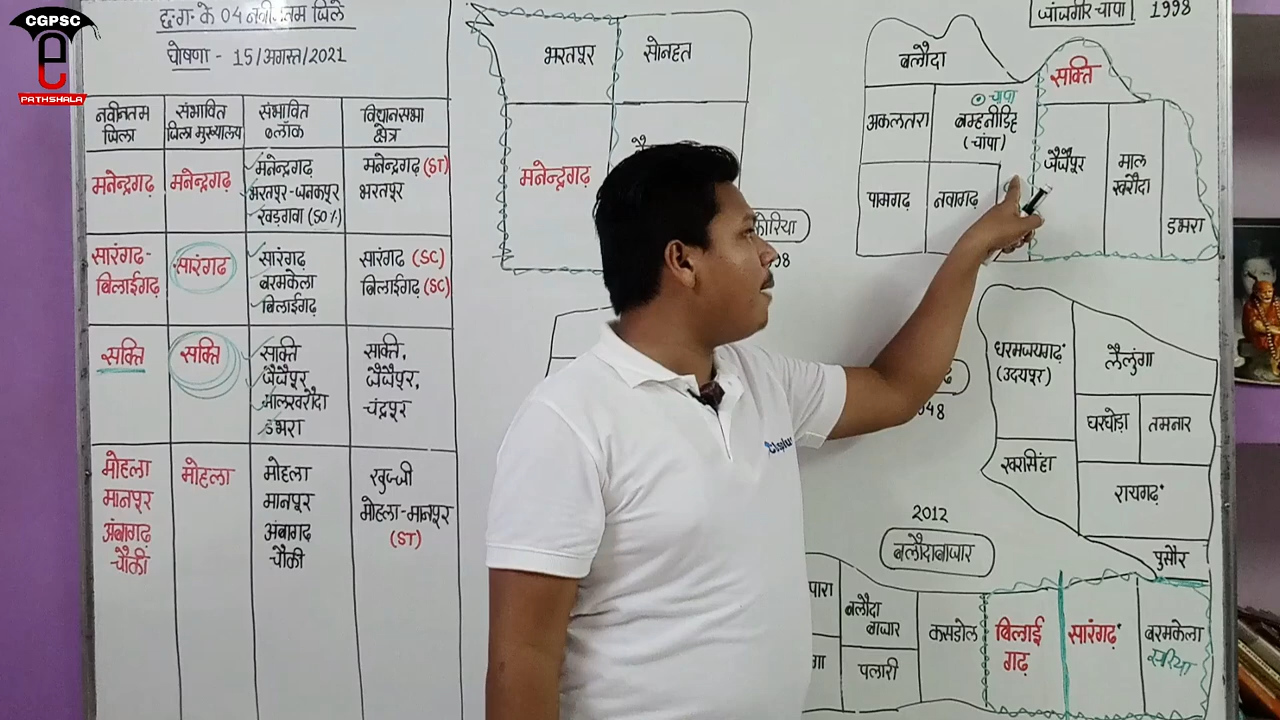 CGPSC
e
PATHSHALA
छ.ग. के 04 नवीनतम जिले
घोषणा - 15/अगस्त/2021
नवीनतम जिला
संभावित जिला मुख्यालय
संभावित ब्लॉक
विधानसभा क्षेत्र
मनेन्द्रगढ़
मनेन्द्रगढ़
मनेन्द्रगढ़
भरतपुर-जनकपुर
खड़गवा (50%)
मनेन्द्रगढ़ (ST)
भरतपुर
सारंगढ़-
बिलाईगढ़
सारंगढ़
सारंगढ़
बरमकेला
बिलाईगढ़
सारंगढ़ (SC)
बिलाईगढ़ (SC)
सक्ति
सक्ति
साक्ति
जैजैपुर
मालखरौदा
डभरा
साक्ति,
जैजैपुर,
चंद्रपुर
मोहला
मानपुर
अंबागढ़
चौकी
मोहला
मोहला
मानपुर
अंबागढ
चौकी
खुज्जी
मोहला-मानपुर
(ST)
भरतपुर
सोनहत
मनेन्द्रगढ़
कोरिया
98
जांजगीर चांपा 1998
बलौदा
सक्ति
अकलतरा
चांपा
बम्हनीडिह
(चांपा)
जैजैपुर
माल
खरौदा
पामगढ़
नवागढ़
डभरा
48
धरमजयगढ़
(उदयपुर)
लैलुंगा
घरघोड़ा
तमनार
खरसिंहा
रायगढ़
पुसौर
2012
बलौदाबाजार
पारा
बलौदा
बाजार
कसडोल
बिलाई
गढ़
सारंगढ़
बरमकेला
सरिया
गा
पलारी